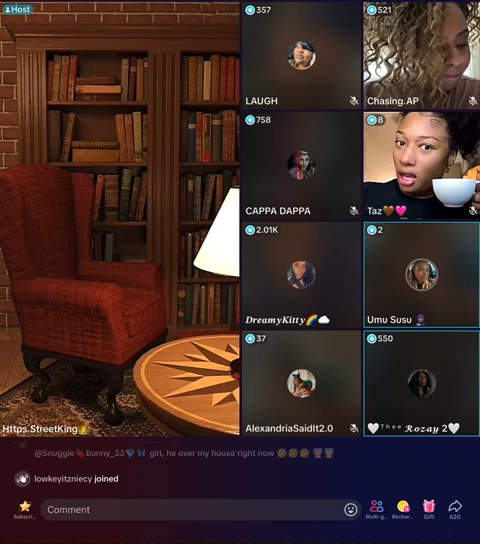 Host
Https.StreetKing
357
LAUGH
521
Chasing.AP
758
CAPPA DAPPA
8
Taz🤎🩷
2.01K
𝑫𝒓𝒆𝒂𝒎𝒚𝑲𝒊𝒕𝒕𝒚🌈☁️
2
Umu Susu
37
AlexandriaSaidIt2.0
550
🤍ᵀʰᵉᵉ 𝓡𝓸𝔃𝓪𝔂 2🤍
@Snuggle Bunny_33💎🦋 girl, he over my house right now 🤣🤣🤣
lowkeyitzniecy joined
Comment
Subscri...
Multi-g...
Rechar...
Gift
620